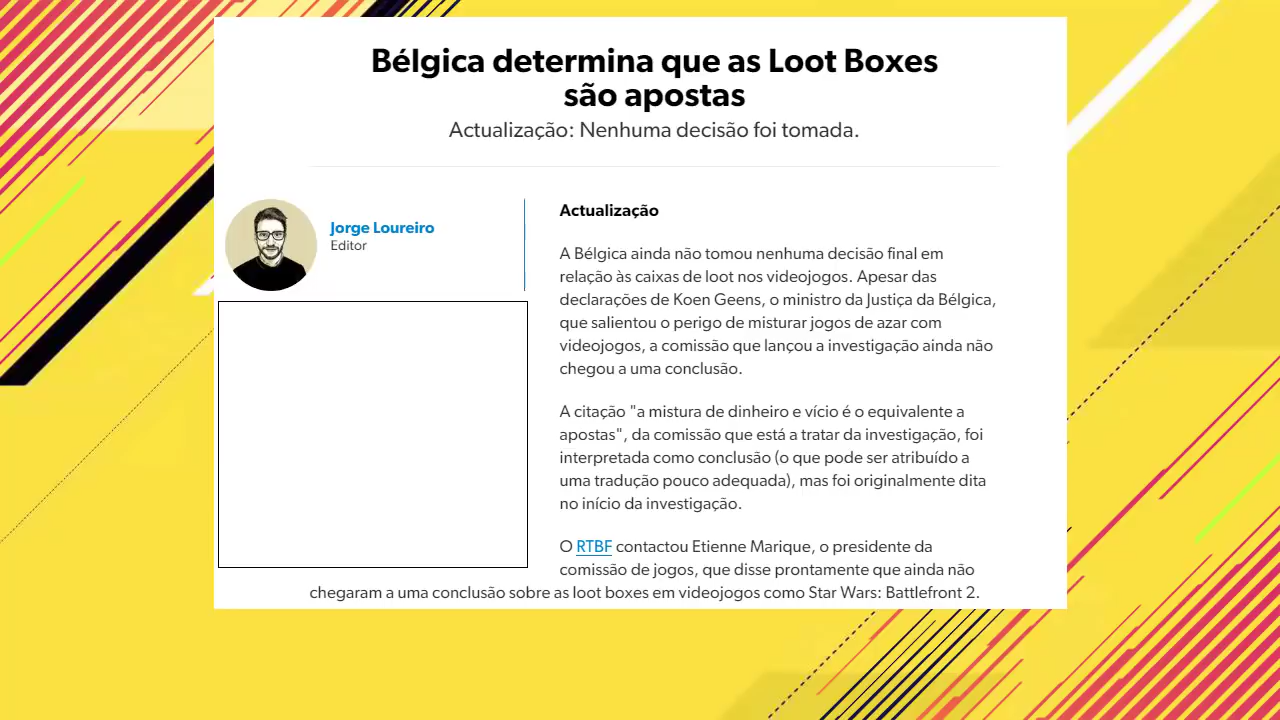 Bélgica determina que as Loot Boxes
são apostas
Actualização: Nenhuma decisão foi tomada.
Jorge Loureiro
Editor
Actualização
A Bélgica ainda não tomou nenhuma decisão final em
relação às caixas de loot nos videojogos. Apesar das
declarações de Koen Geens, o ministro da Justiça da Bélgica,
que salientou o perigo de misturar jogos de azar com
videojogos, a comissão que lançou a investigação ainda não
chegou a uma conclusão.
A citação "a mistura de dinheiro e vício é o equivalente a
apostas", da comissão que está a tratar da investigação, foi
interpretada como conclusão (o que pode ser atribuído a
uma tradução pouco adequada), mas foi originalmente dita
no início da investigação.
O RTBF contactou Etienne Marique, o presidente da
comissão de jogos, que disse prontamente que ainda não
chegaram a uma conclusão sobre as loot boxes em videojogos como Star Wars: Battlefront 2.